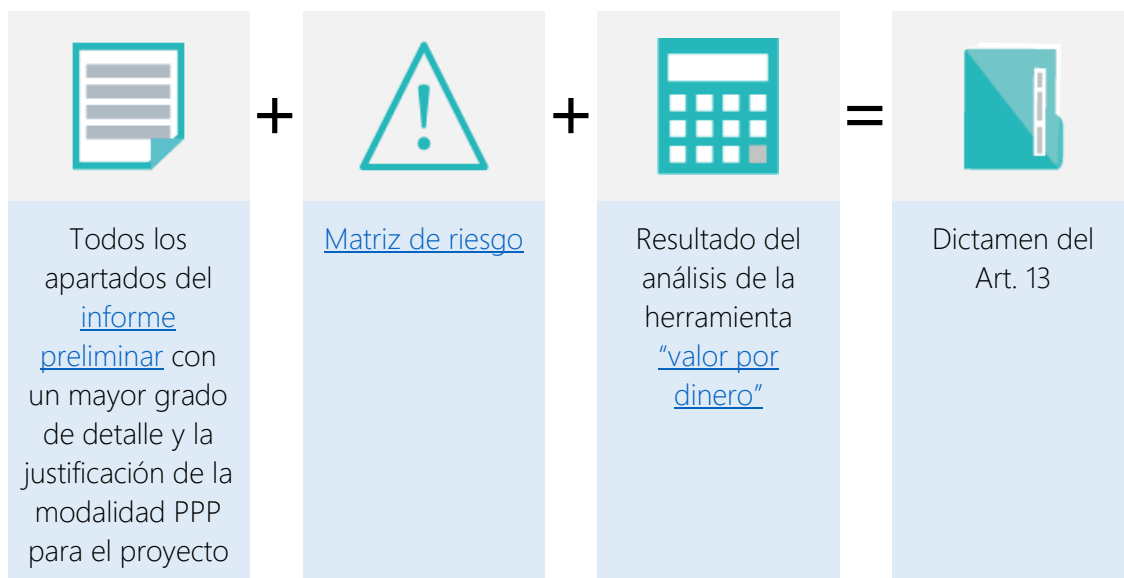 +
+
=
Todos los
apartados del
informe
preliminar con
un mayor grado
de detalle y la
justificación de la
modalidad PPP
para el proyecto
Matriz de riesgo
Resultado del
análisis de la
herramienta
“valor por
dinero”
Dictamen del
Art. 13